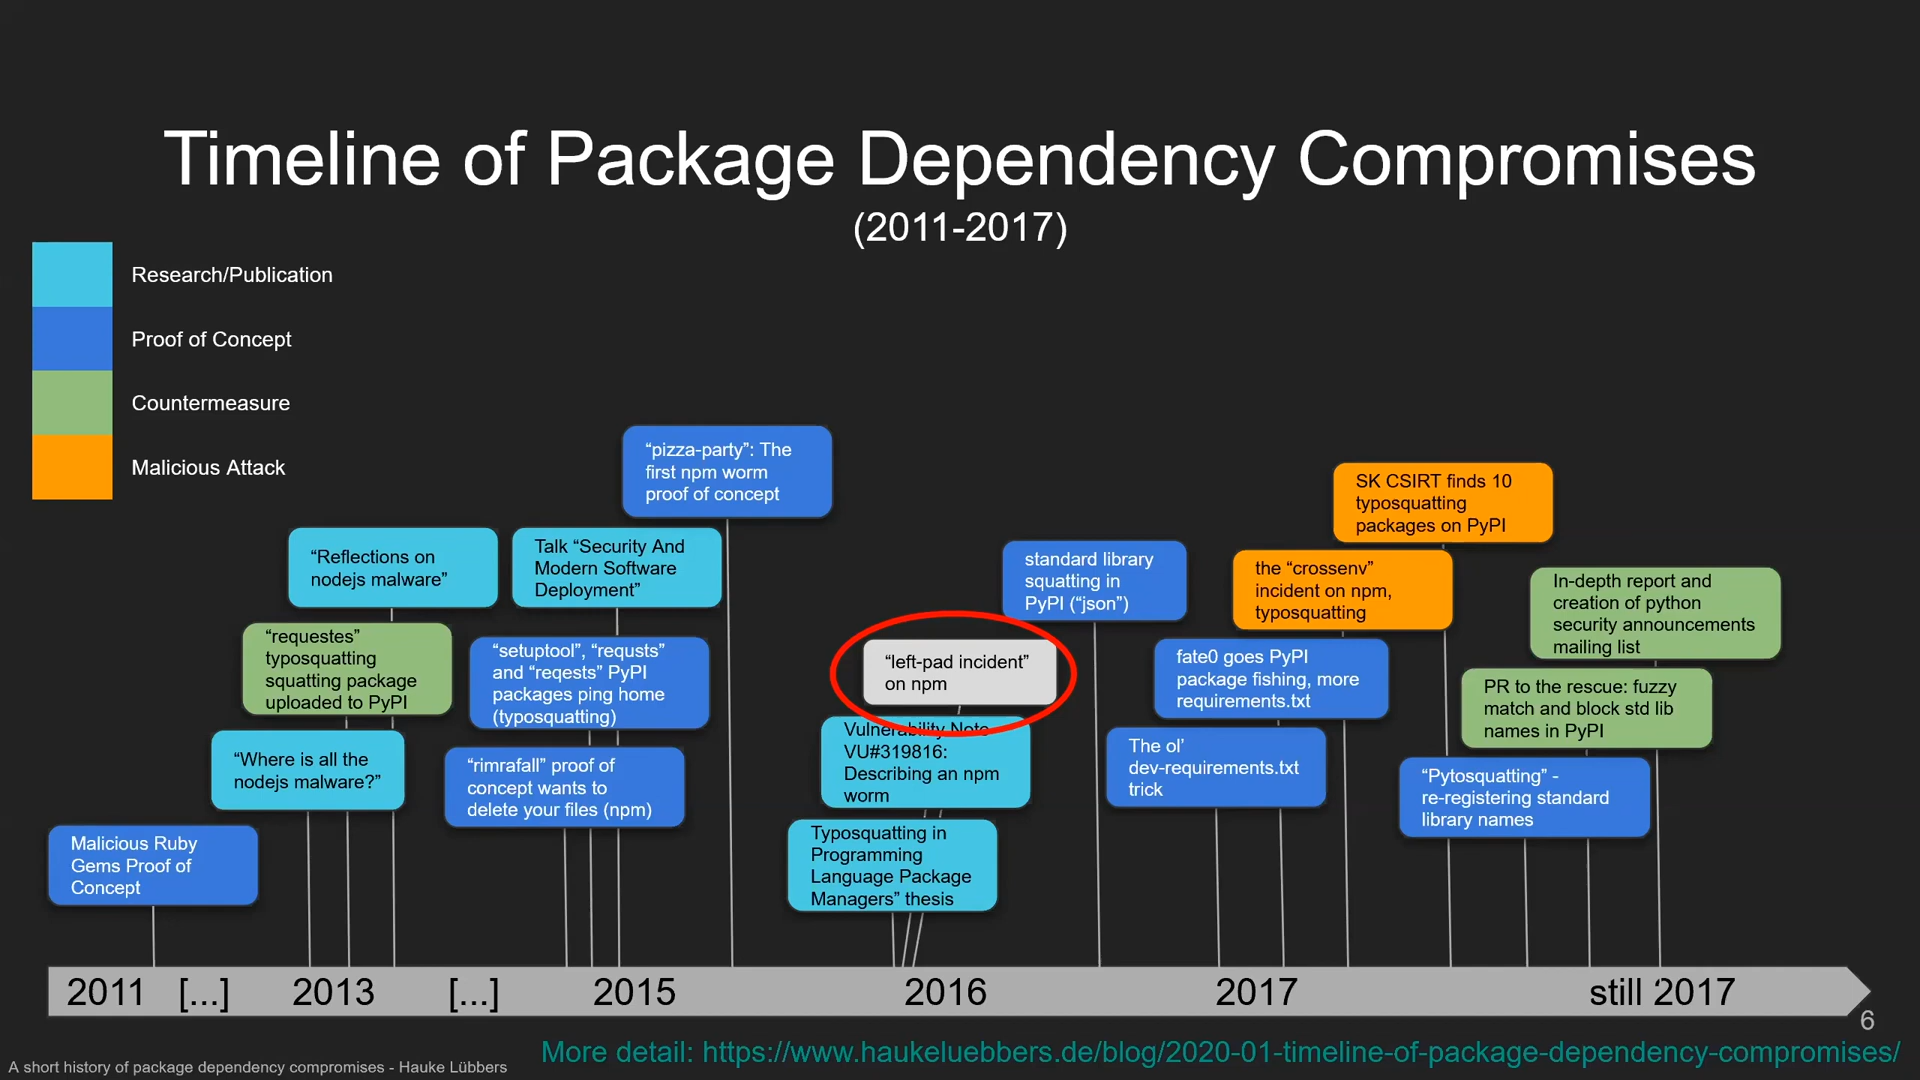 Timeline of Package Dependency Compromises
(2011-2017)
Research/Publication
Proof of Concept
Countermeasure
Malicious Attack
“pizza-party”: The
first npm worm
proof of concept
“Reflections on
nodejs malware”
Talk “Security And
Modern Software
Deployment”
“requestes”
typosquatting
squatting package
uploaded to PyPI
“setuptool”, “requsts”
and “reqests” PyPI
packages ping home
(typosquatting)
“Where is all the
nodejs malware?”
“rimrafall” proof of
concept wants to
delete your files (npm)
Malicious Ruby
Gems Proof of
Concept
standard library
squatting in
PyPI (“json”)
“left-pad incident”
on npm
Vulnerability Note
VU#319816:
Describing an npm
worm
Typosquatting in
Programming
Language Package
Managers” thesis
SK CSIRT finds 10
typosquatting
packages on PyPI
the “crossenv”
incident on npm,
typosquatting
fate0 goes PyPI
package fishing, more
requirements.txt
The ol’
dev-requirements.txt
trick
In-depth report and
creation of python
security announcements
mailing list
PR to the rescue: fuzzy
match and block std lib
names in PyPI
“Pytosquatting” -
re-registering standard
library names
2011 [...] 2013 [...] 2015 2016 2017 still 2017
6
More detail: https://www.haukeluebbers.de/blog/2020-01-timeline-of-package-dependency-compromises/
A short history of package dependency compromises - Hauke Lübbers